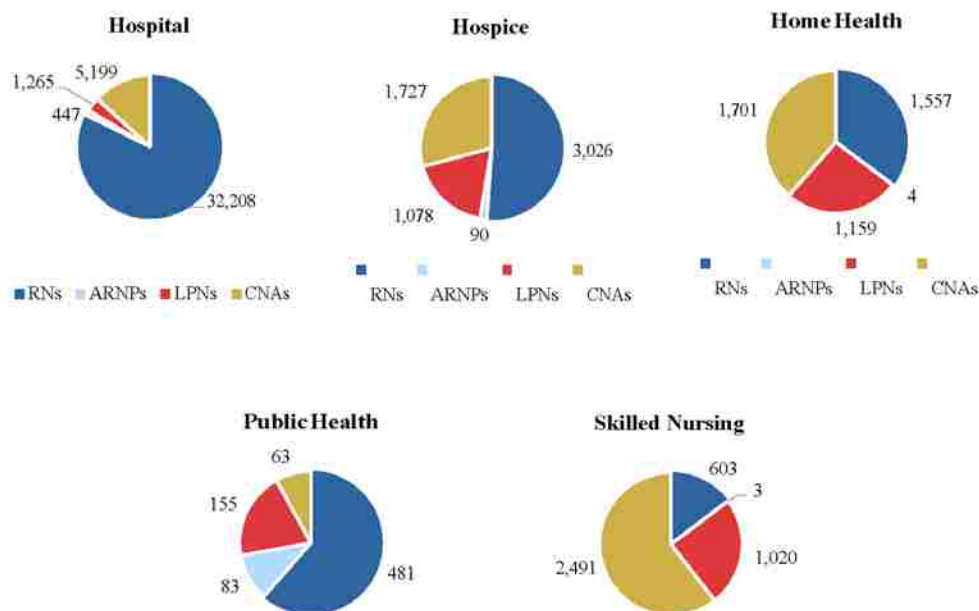 Hospital
5,199
1,265
447
32,208
RNs ARNPs LPNs CNAs
Hospice
1,727
3,026
1,078
90
RNs ARNPs LPNs CNAs
Home Health
1,701
1,557
4
1,159
RNs ARNPs LPNs CNAs
Public Health
63
155
83
481
Skilled Nursing
603
3
1,020
2,491